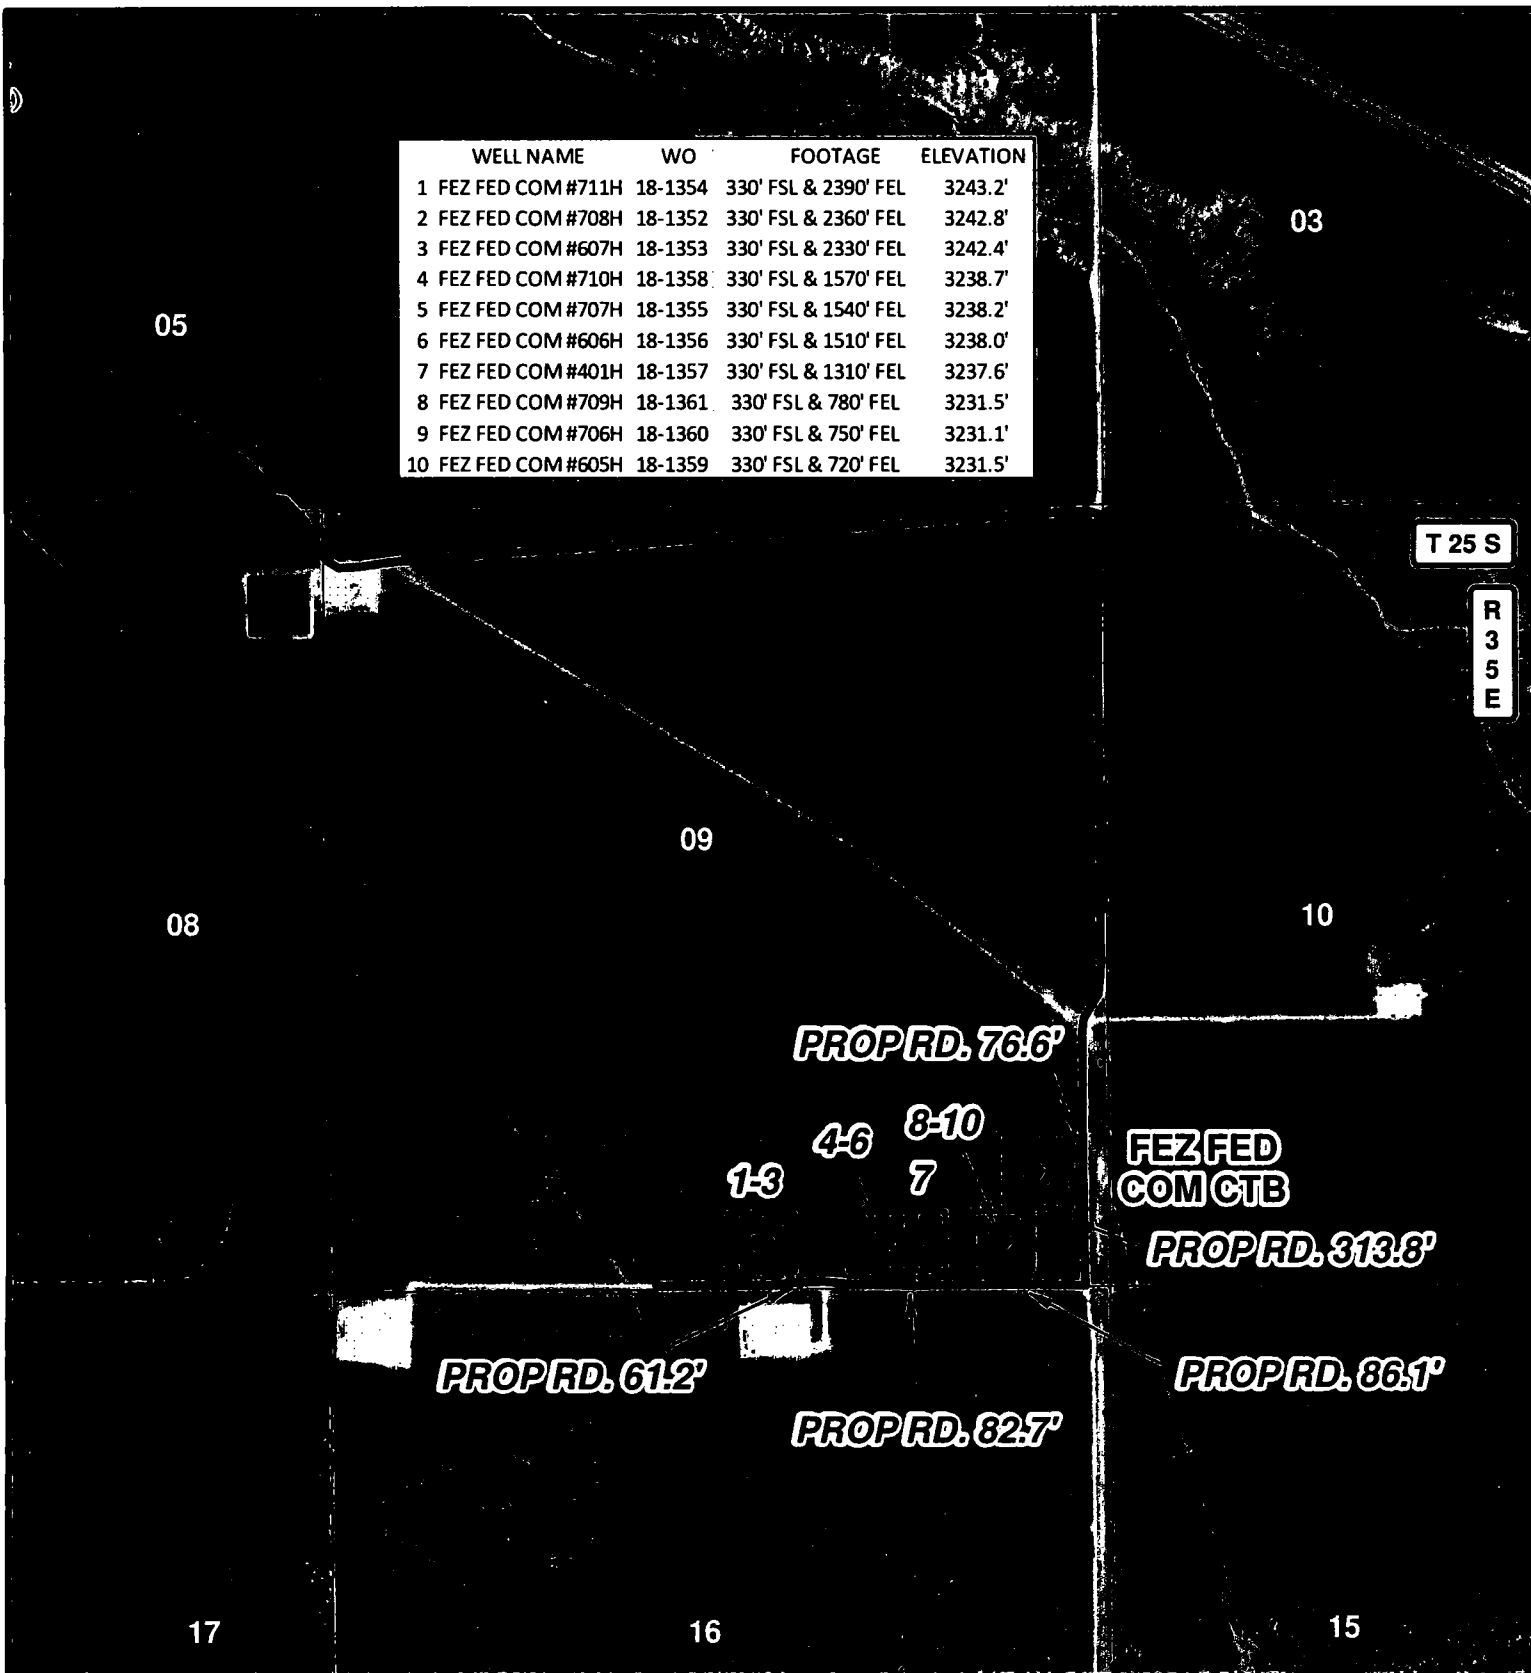 WELL NAME WO FOOTAGE ELEVATION
1 FEZ FED COM #711H 18-1354 330' FSL & 2390' FEL 3243.2'
2 FEZ FED COM #708H 18-1352 330' FSL & 2360' FEL 3242.8'
3 FEZ FED COM #607H 18-1353 330' FSL & 2330' FEL 3242.4'
4 FEZ FED COM #710H 18-1358 330' FSL & 1570' FEL 3238.7'
5 FEZ FED COM #707H 18-1355 330' FSL & 1540' FEL 3238.2'
6 FEZ FED COM #606H 18-1356 330' FSL & 1510' FEL 3238.0'
7 FEZ FED COM #401H 18-1357 330' FSL & 1310' FEL 3237.6'
8 FEZ FED COM #709H 18-1361 330' FSL & 780' FEL 3231.5'
9 FEZ FED COM #706H 18-1360 330' FSL & 750' FEL 3231.1'
10 FEZ FED COM #605H 18-1359 330' FSL & 720' FEL 3231.5'
03
05
T 25 S
R
3
5
E
09
08
10
PROP RD. 76.6'
8-10
4-6
7
1-3
FEZ FED
COM CTB
PROP RD. 313.8'
PROP RD. 61.2'
PROP RD. 86.1'
PROP RD. 82.7'
17
16
15